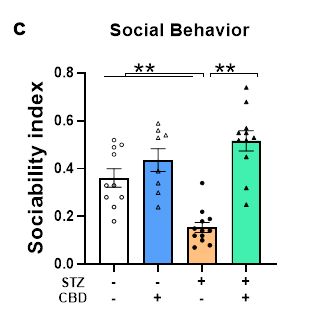 C
Social Behavior
Sociability index
** **
0.8
0.6
0.4
0.2
0.0
STZ - - + +
CBD - + - +